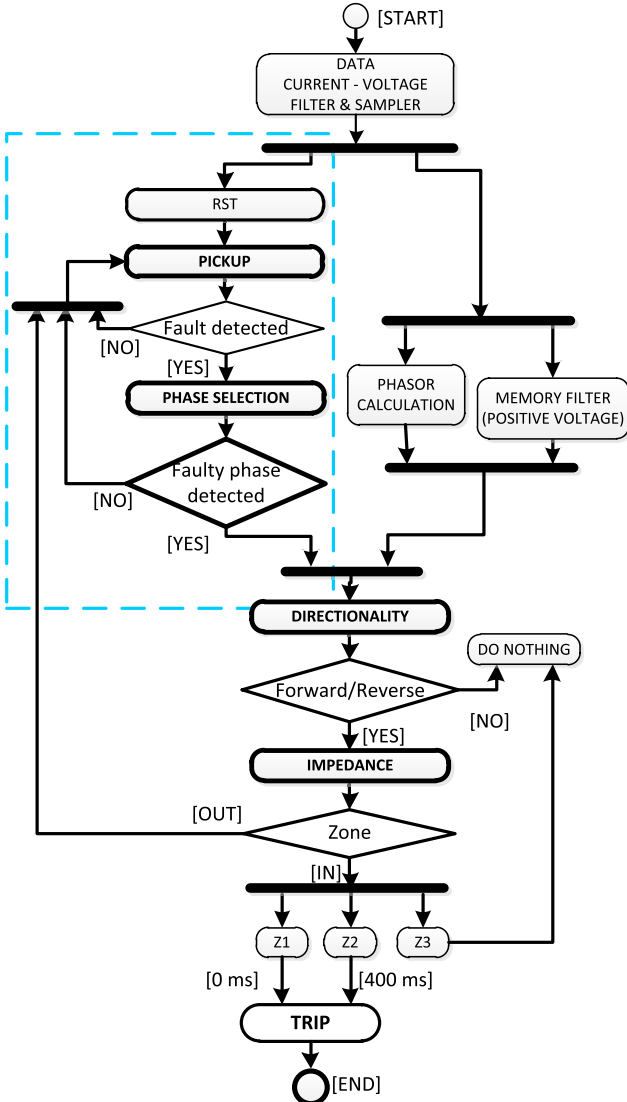 [START]
DATA
CURRENT - VOLTAGE
FILTER & SAMPLER
RST
PICKUP
Fault detected
[NO]
[YES]
PHASE SELECTION
PHASOR
CALCULATION
MEMORY FILTER
(POSITIVE VOLTAGE)
Faulty phase
detected
[NO]
[YES]
DIRECTIONALITY
DO NOTHING
Forward/Reverse
[NO]
[YES]
IMPEDANCE
[OUT]
Zone
[IN]
Z1
Z2
Z3
[0 ms]
[400 ms]
TRIP
[END]